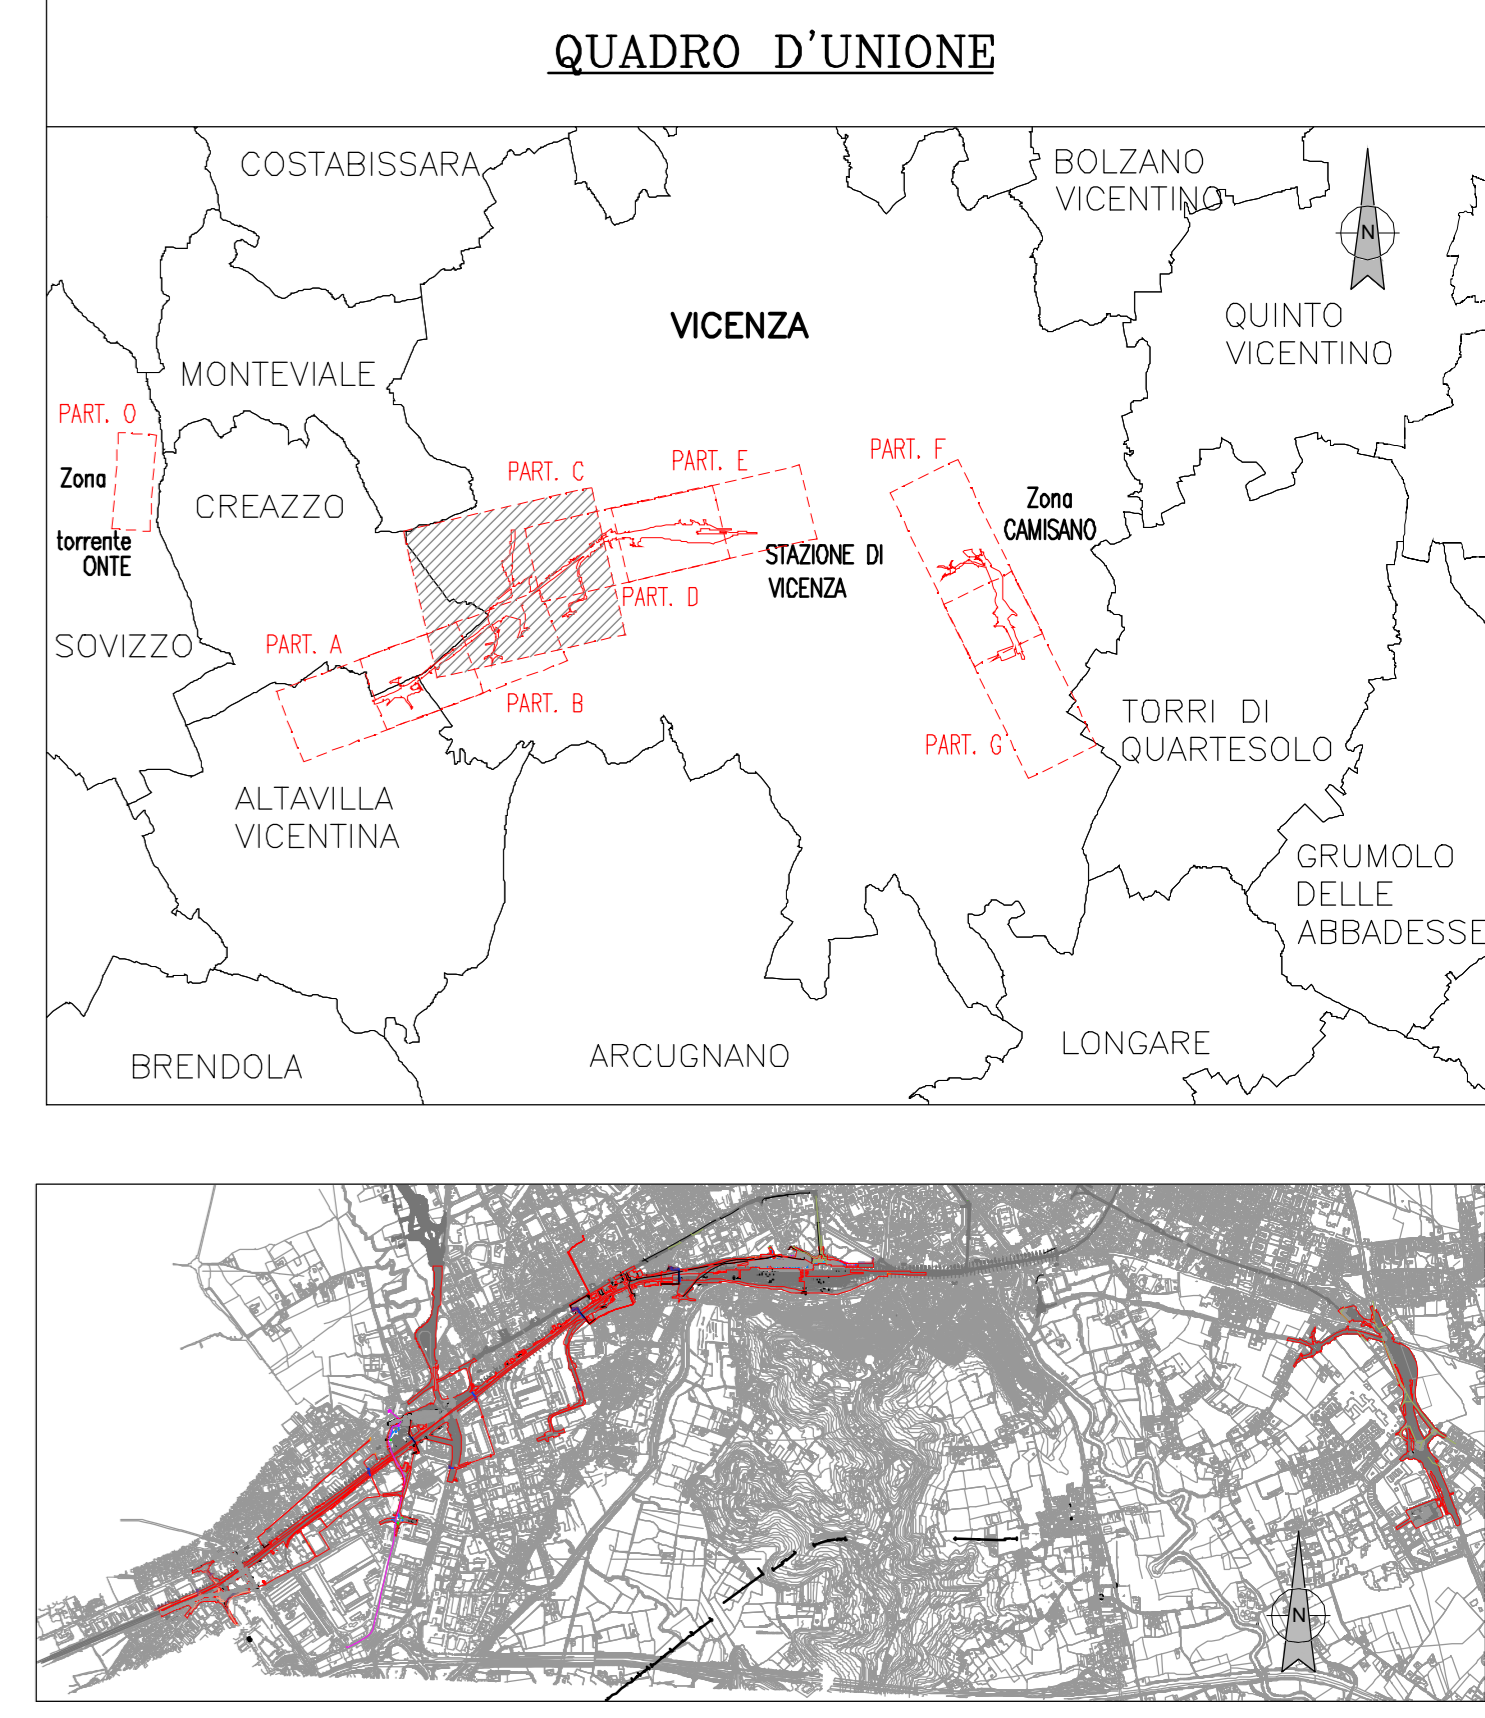 QUADRO D'UNIONE
COSTABISSARA
BOLZANO
VICENTINO
N
VICENZA
QUINTO
VICENTINO
MONTEVIALE
PART. O
Zona
torrente
ONTE
CREAZZO
PART. C
PART. E
PART. F
Zona
CAMISANO
STAZIONE DI
VICENZA
PART. D
SOVIZZO
PART. A
PART. B
PART. G
TORRI DI
QUARTESOLO
ALTAVILLA
VICENTINA
GRUMOLO
DELLE
ABBADESSE
BRENDOLA
ARCUGNANO
LONGARE
N